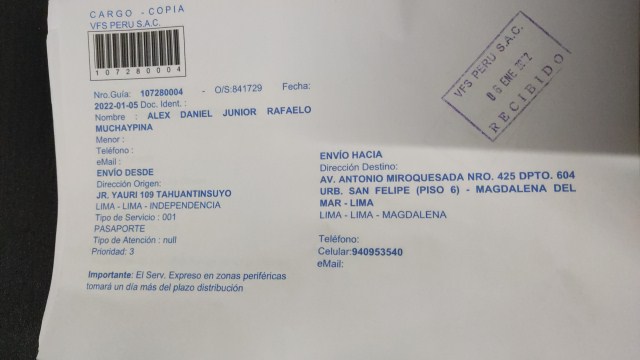 CARGO - COPIA
VFS PERU S.A.C.
107280004
Nro.Guía: 107280004 - O/S:841729 Fecha:
2022-01-05 Doc. Ident. :
Nombre : ALEX DANIEL JUNIOR RAFAELO
MUCHAYPINA
Menor :
Teléfono :
eMail :
ENVÍO DESDE
Dirección Origen:
JR. YAURI 109 TAHUANTINSUYO
LIMA - LIMA - INDEPENDENCIA
Tipo de Servicio : 001
PASAPORTE
Tipo de Atención : null
Prioridad: 3
Importante: El Serv. Expreso en zonas periféricas
tomará un día más del plazo distribución
VFS PERU S.A.C.
06 ENE
RECIBIDO
ENVÍO HACIA
Dirección Destino:
AV. ANTONIO MIROQUESADA NRO. 425 DPTO. 604
URB. SAN FELIPE (PISO 6) - MAGDALENA DEL
MAR - LIMA
LIMA - LIMA - MAGDALENA
Teléfono:
Celular:940953540
eMail: